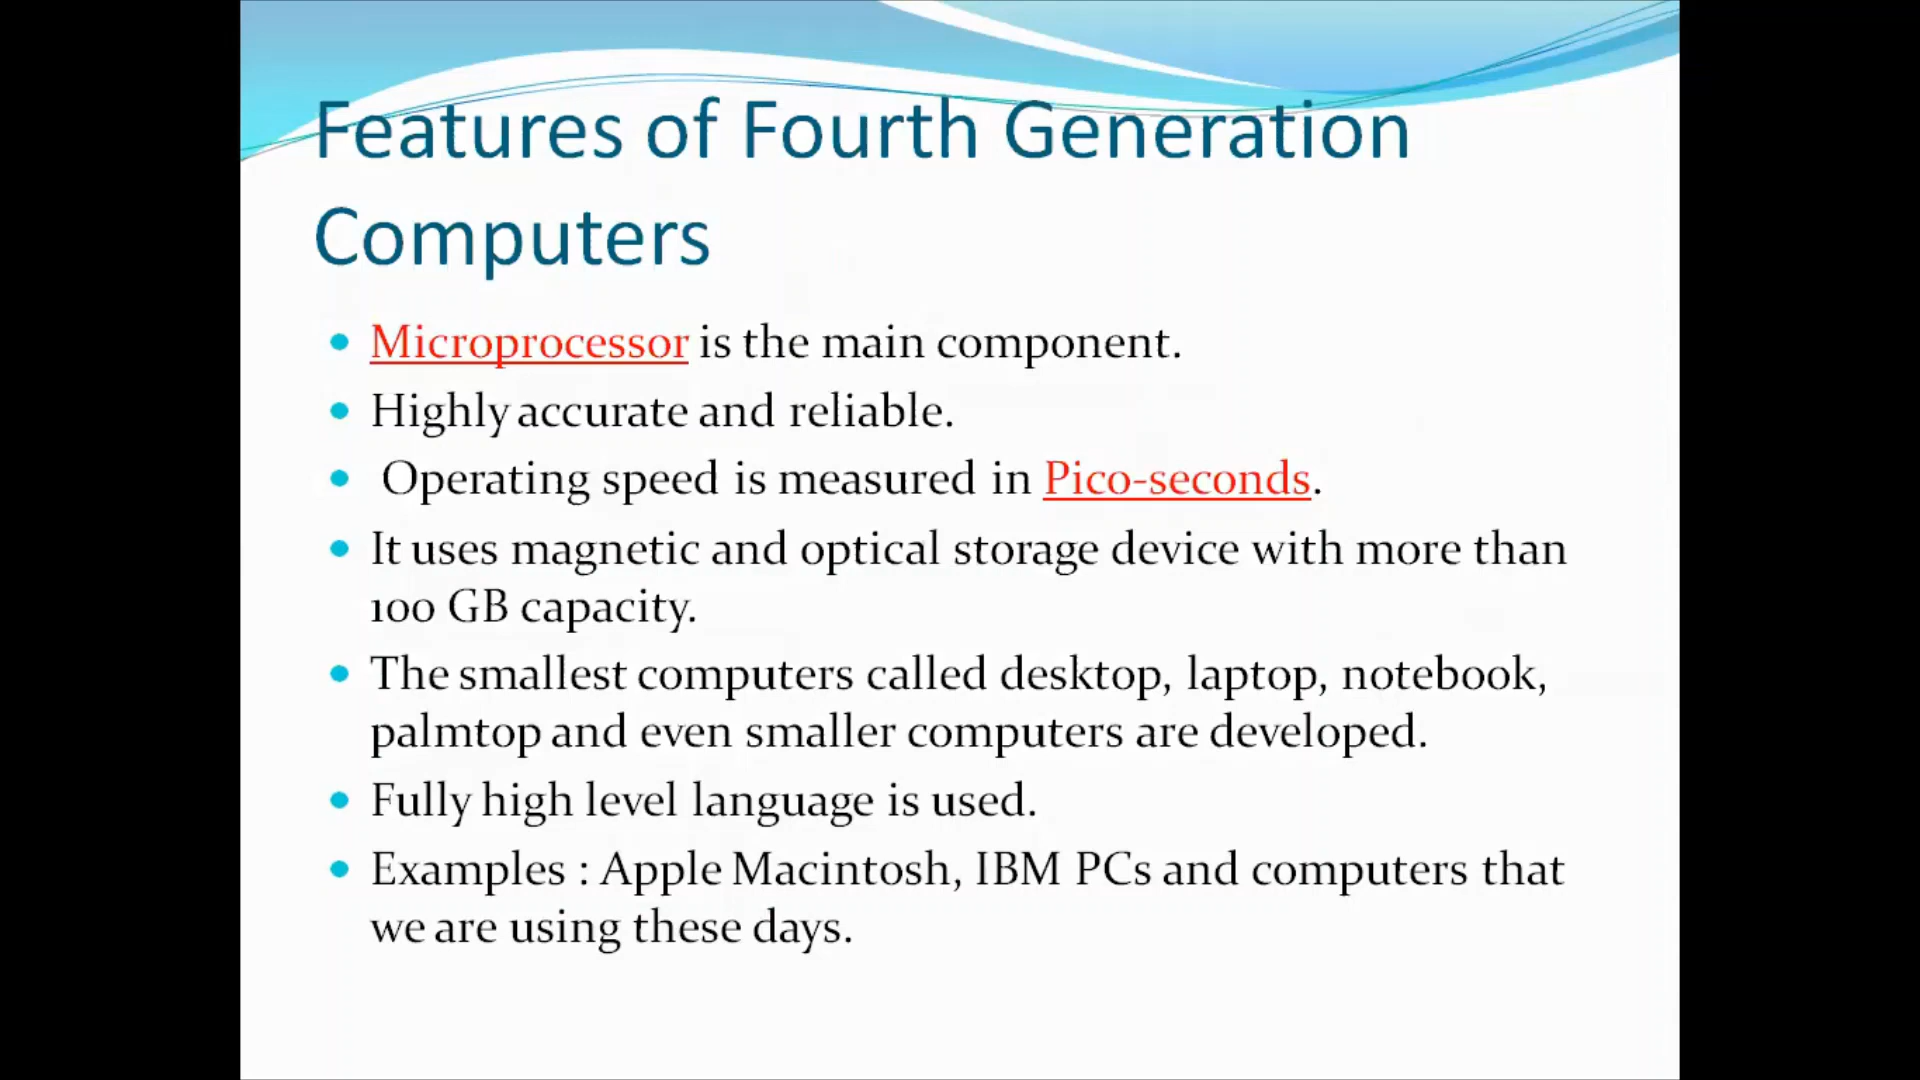 Features of Fourth Generation
Computers
• Microprocessor is the main component.
• Highly accurate and reliable.
• Operating speed is measured in Pico-seconds.
• It uses magnetic and optical storage device with more than
100 GB capacity.
• The smallest computers called desktop, laptop, notebook,
palmtop and even smaller computers are developed.
• Fully high level language is used.
• Examples : Apple Macintosh, IBM PCs and computers that
we are using these days.